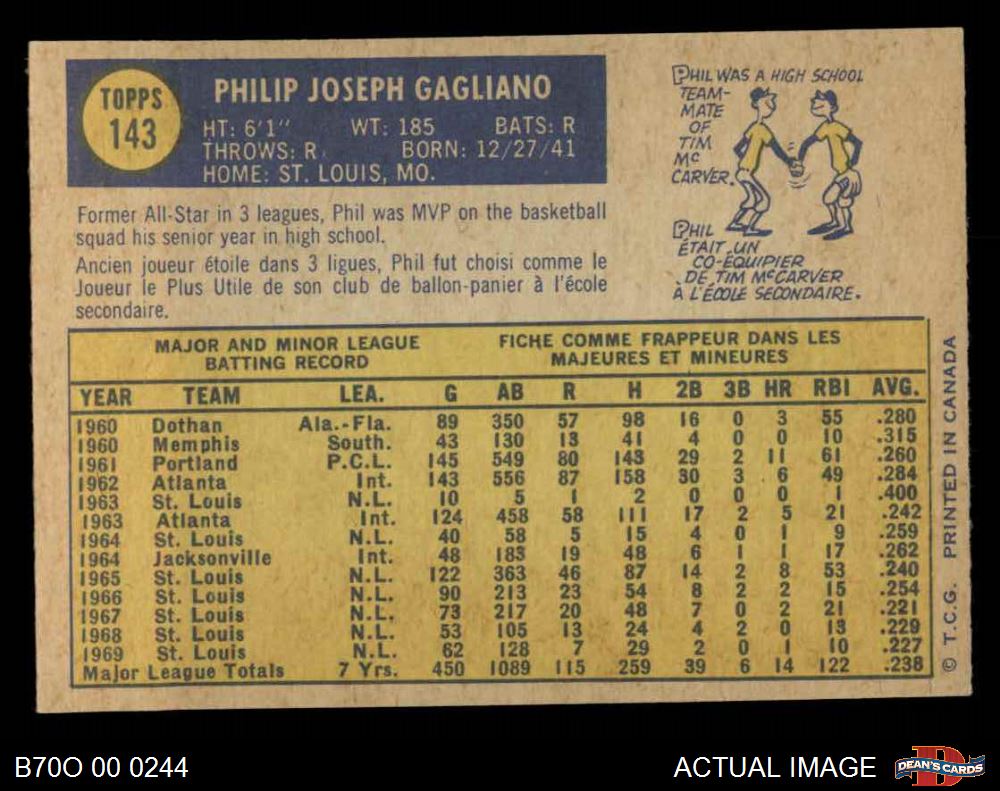 TOPPS
143
PHILIP JOSEPH GAGLIANO
HT: 6'1" WT: 185 BATS: R
THROWS: R. BORN: 12/27/41
HOME: ST. LOUIS, MO.
PHIL WAS A HIGH SCHOOL
TEAM-
MATE
OF
TIM
MC
CARVER.
PHIL
ÉTAIT UN
CO-ÉQUIPIER
DE TIM MCCARVER
À L'ÉCOLE SECONDAIRE.
Former All-Star in 3 leagues, Phil was MVP on the basketball
squad his senior year in high school.
Ancien joueur étoile dans 3 ligues, Phil fut choisi comme le
Joueur le Plus Utile de son club de ballon-panier à l'école
secondaire.
MAJOR AND MINOR LEAGUE
BATTING RECORD
FICHE COMME FRAPPEUR DANS LES
MAJEURES ET MINEURES
YEAR TEAM LEA. G AB R H 2B 3B HR RBI AVG.
1960 Dothan Ala.-Fla. 89 350 57 98 16 0 3 55 .280
1960 Memphis South. 43 130 13 41 4 0 0 10 .315
1961 Portland P.C.L. 145 549 80 143 29 2 11 61 .260
1962 Atlanta Int. 143 556 87 158 30 3 6 49 .284
1963 St. Louis N.L. 10 5 1 2 0 0 0 1 .400
1963 Atlanta Int. 124 458 58 111 17 2 5 21 .242
1964 St. Louis N.L. 40 58 5 15 4 0 1 9 .259
1964 Jacksonville Int. 48 183 19 48 6 1 1 17 .262
1965 St. Louis N.L. 122 363 46 87 14 2 8 53 .240
1966 St. Louis N.L. 90 213 23 54 8 2 2 15 .254
1967 St. Louis N.L. 73 217 20 48 7 0 2 21 .221
1968 St. Louis N.L. 53 105 13 24 4 2 0 13 .229
1969 St. Louis N.L. 62 128 7 29 2 0 1 10 .227
Major League Totals 7 Yrs. 450 1089 115 259 39 6 14 122 .238
© T.C.G. PRINTED IN CANADA
B70O 00 0244
ACTUAL IMAGE
DEAN'S CARDS